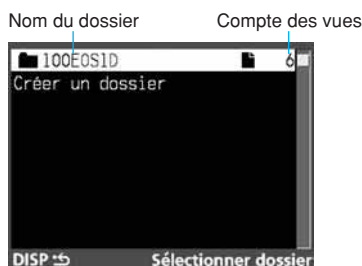 Nom du dossier Compte des vues
100EOS1D 6
Créer un dossier
DISP Sélectionner dossier